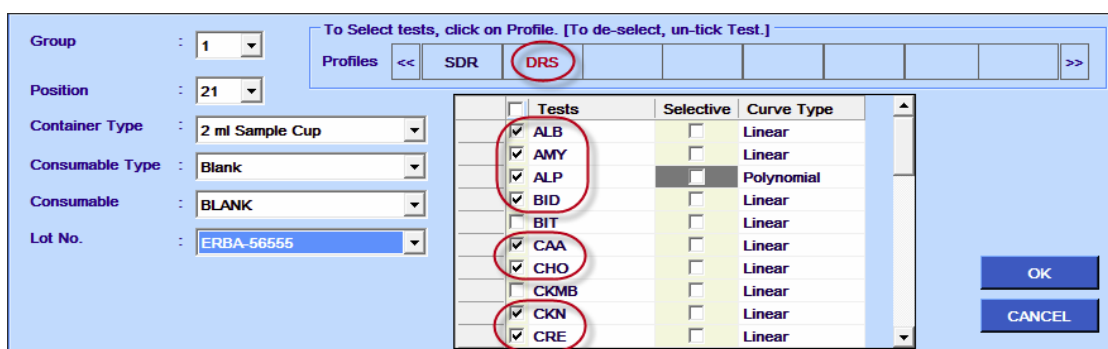 To Select tests, click on Profile. [To de-select, un-tick Test.]
Group : 1
Profiles << SDR DRS >>
Position : 21
Container Type : 2 ml Sample Cup
Consumable Type : Blank
Consumable : BLANK
Lot No. : ERBA-56555
Tests Selective Curve Type
ALB Linear
AMY Linear
ALP Polynomial
BID Linear
BIT Linear
CAA Linear
CHO Linear
CKMB Linear
CKN Linear
CRE Linear
OK
CANCEL